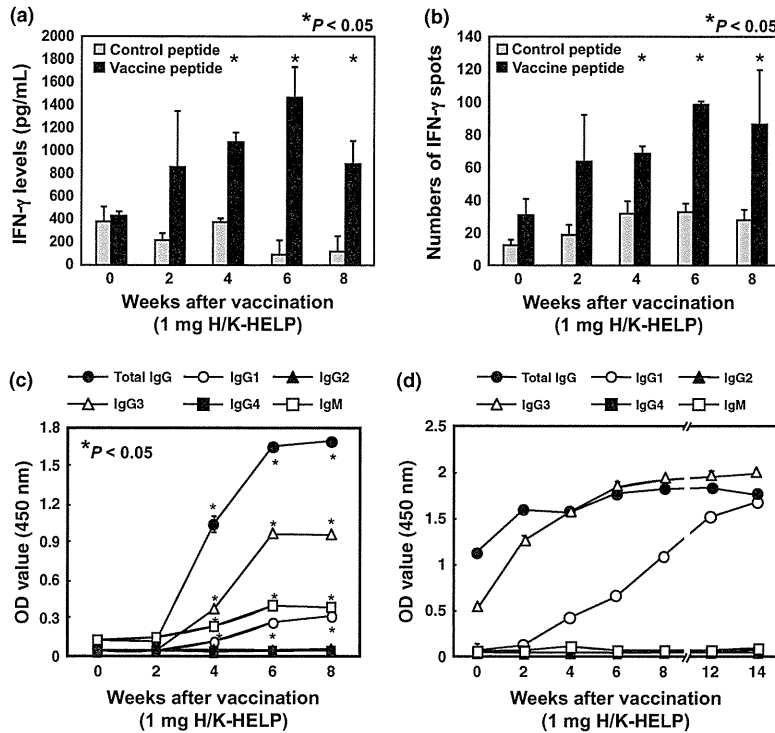 (a)
*P < 0.05
Control peptide
Vaccine peptide
* * *
IFN-γ levels (pg/mL)
2000
1800
1600
1400
1200
1000
800
600
400
200
0
0 2 4 6 8
Weeks after vaccination
(1 mg H/K-HELP)
(b)
*P < 0.05
Control peptide
Vaccine peptide
* * *
Numbers of IFN-γ spots
140
120
100
80
60
40
20
0
0 2 4 6 8
Weeks after vaccination
(1 mg H/K-HELP)
(c)
Total IgG IgG1 IgG2
IgG3 IgG4 IgM
*P < 0.05
OD value (450 nm)
1.8
1.5
1.2
0.9
0.6
0.3
0
* * *
* * *
* * *
* * *
0 2 4 6 8
Weeks after vaccination
(1 mg H/K-HELP)
(d)
Total IgG IgG1 IgG2
IgG3 IgG4 IgM
OD value (450 nm)
2.5
2
1.5
1
0.5
0
0 2 4 6 8 12 14
Weeks after vaccination
(1 mg H/K-HELP)